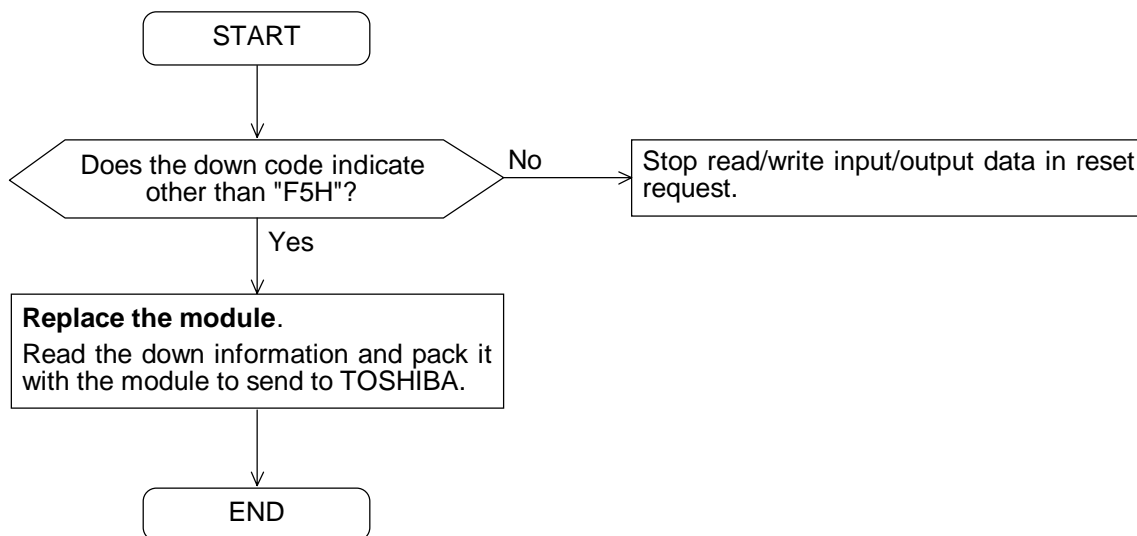 START
Does the down code indicate
other than "F5H"?
No
Stop read/write input/output data in reset
request.
Yes
Replace the module.
Read the down information and pack it
with the module to send to TOSHIBA.
END